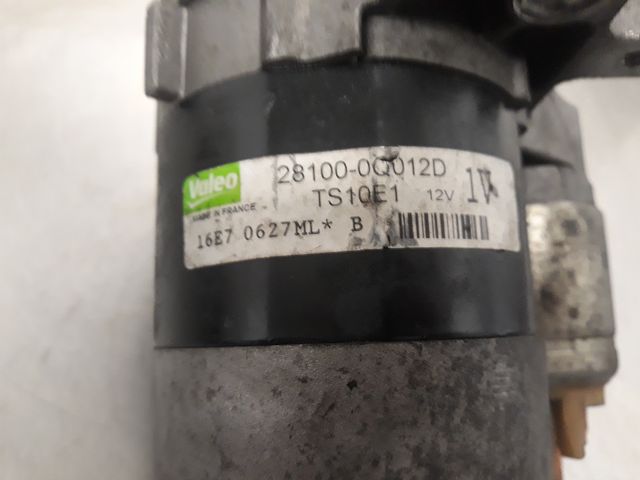 Valeo
MADE IN FRANCE
28100-0Q012D
TS10E1 12V 1V
16E7 0627ML* B